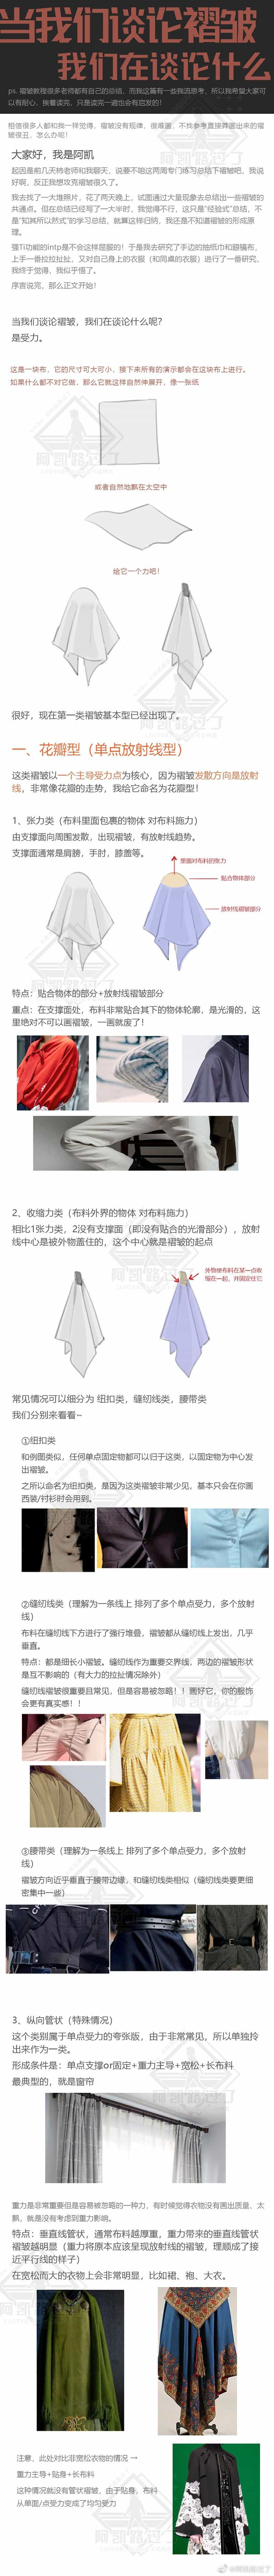 当我们谈论褶皱
我们在谈论什么
ps. 褶皱教程很多老师都有自己的总结，而我这篇有一些我流思考，所以我希望大家可
以有耐心，挨着读完，只是读完一遍也会有启发的！
相信很多人都和我一样觉得，褶皱没有规律，很难画，不找参考直接莽画出来的褶
皱很丑，怎么办呢！
大家好，我是阿凯
起因是前几天柿老师和我聊天，说要不咱这两周专门练习总结下褶皱吧，我说
好啊，反正我想攻克褶皱很久了。
我去找了一大堆照片，花了两天晚上，试图通过大量现象去总结出一些褶皱的
共通点。但在总结已经写了一大半时，我觉得不行，这只是“经验式”总结，不
是“知其所以然式”的学习总结，就算这样归纳，我还是不知道褶皱的形成原
理。
强Ti功能的intp是不会这样屈服的！于是我去研究了手边的抽纸巾和眼镜布，
上手一番拉拉扯扯，又对自己身上的衣服（和同桌的衣服）进行了一番研究，
我终于觉得，我似乎悟了。
序言说完，那么正文开始！
当我们谈论褶皱，我们在谈论什么呢？
是受力。
这是一块布，它的尺寸可大可小，接下来所有的演示都会在这块布上进行。
如果什么都不对它做，那么它就这样自然伸展开，像一张纸
或者自然地飘在太空中
给它一个力吧！
很好，现在第一类褶皱基本型已经出现了。
一、花瓣型（单点放射线型）
这类褶皱以一个主导受力点为核心，因为褶皱发散方向是放射
线，非常像花瓣的走势，我给它命名为花瓣型！
1、张力类（布料里面包裹的物体 对布料施力）
由支撑面向周围发散，出现褶皱，有放射线趋势。
支撑面通常是肩膀，手肘，膝盖等。
里面对布料的张力
贴合物体部分
放射线褶皱部分
特点：贴合物体的部分+放射线褶皱部分
重点：在支撑面处，布料非常贴合其下的物体轮廓，是光滑的，这
里绝对不可以画褶皱，一画就废了！
2、收缩力类（布料外界的物体 对布料施力）
相比1张力类，2没有支撑面（即没有贴合的光滑部分），放射
线中心是被外物盖住的，这个中心就是褶皱的起点
外物使布料在某一点收
缩在一起，并固定住它
常见情况可以细分为 纽扣类，缝纫线类，腰带类
我们分别来看看~
①纽扣类
和例图类似，任何单点固定物都可以归于这类，以固定物为中心发
出褶皱。
之所以命名为纽扣类，是因为这类褶皱非常少见，基本只会在你画
西装/衬衫时会用到。
②缝纫线类（理解为一条线上 排列了多个单点受力，多个放射
线）
布料在缝纫线下方进行了强行堆叠，褶皱都从缝纫线上发出，几乎
垂直。
特点：都是细长小褶皱。缝纫线作为重要交界线，两边的褶皱形状
是互不影响的（有大力的拉扯情况除外）
缝纫线褶皱很重要且常见，但是容易被忽略！！画好它，你的服饰
会更有真实感！！
③腰带类（理解为一条线上 排列了多个单点受力，多个放射
线）
褶皱方向近乎垂直于腰带边缘，和缝纫线类相似（缝纫线类要更细
密集中一些）
3、纵向管状（特殊情况）
这个类别属于单点受力的夸张版，由于非常常见，所以单独拎
出来作为一类。
形成条件是：单点支撑or固定+重力主导+宽松+长布料
最典型的，就是窗帘
重力是非常重要但是容易被忽略的一种力，有时候觉得衣物没有画出质量、太
飘，就是没有考虑到重力影响。
特点：垂直线管状，通常布料越厚重，重力带来的垂直线管状
褶皱越明显（重力将原本应该呈现放射线的褶皱，理顺成了接
近平行线的样子）
在宽松而大的衣物上会非常明显，比如裙、袍、大衣。
注意，此处对比非宽松衣物的情况 →
重力主导+贴身+长布料
这种情况就没有管状褶皱，由于贴身，布料
从单面/点受力变成了均匀受力
@阿凯路过了